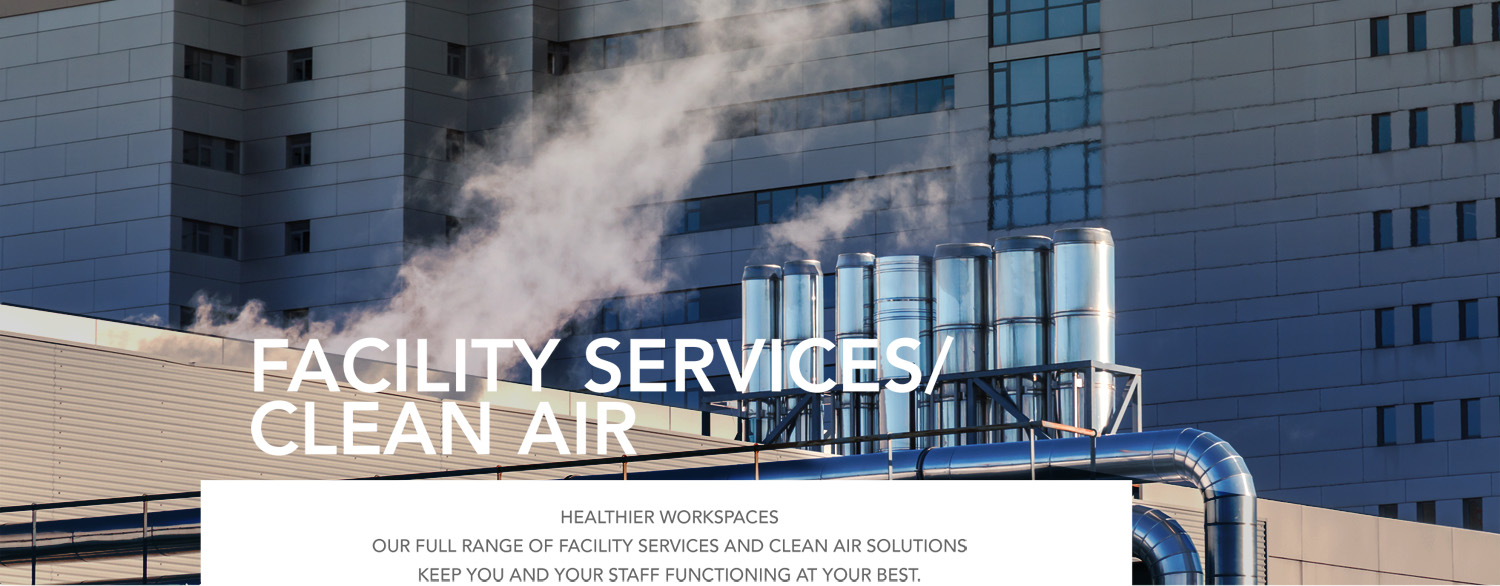 FACILITY SERVICES/
CLEAN AIR
HEALTHIER WORKSPACES
OUR FULL RANGE OF FACILITY SERVICES AND CLEAN AIR SOLUTIONS
KEEP YOU AND YOUR STAFF FUNCTIONING AT YOUR BEST.